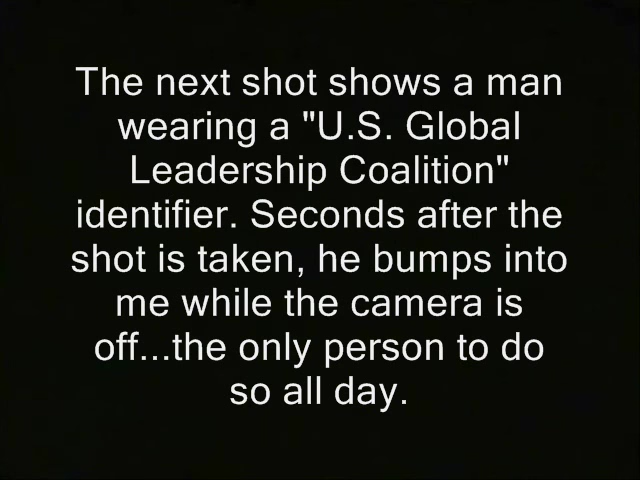 The next shot shows a man
wearing a "U.S. Global
Leadership Coalition"
identifier. Seconds after the
shot is taken, he bumps into
me while the camera is
off...the only person to do
so all day.